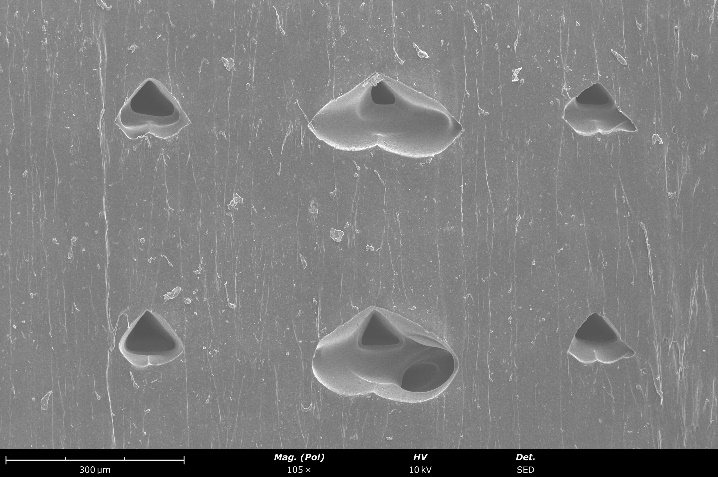 Mag. (Pol) HV Det.
300 µm 105 × 10 kV SED